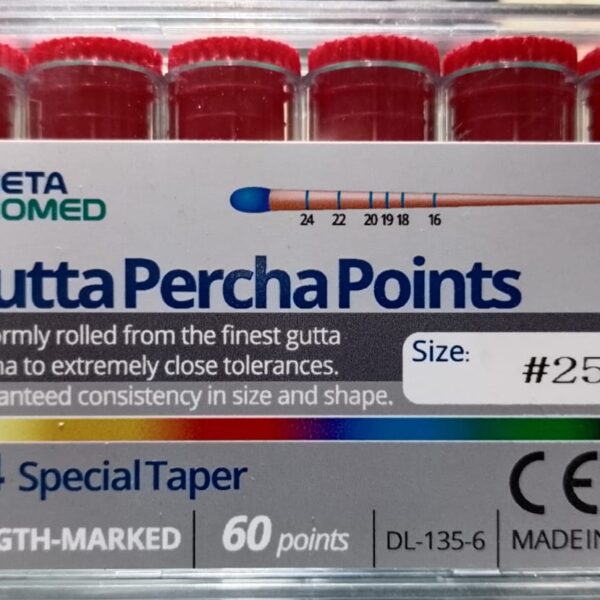 ETA
OMED
24 22 20 19 18 16
utta Percha Points
ormly rolled from the finest gutta
ha to extremely close tolerances.
anteed consistency in size and shape.
Size: #25
4 Special Taper
GTH-MARKED 60 points DL-135-6 MADE IN
CE